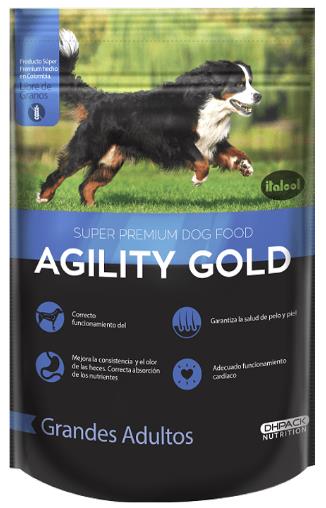 Producto Súper
Premium hecho
en Colombia.
Libre de
Granos
italcol
SUPER PREMIUM DOG FOOD
AGILITY GOLD
Correcto
funcionamiento del
Garantiza la salud de pelo y piel
Mejora la consistencia y el olor
de las heces. Correcta absorción
de los nutrientes
Adecuado funcionamiento
cardíaco
Grandes Adultos
DHPACK
NUTRITION